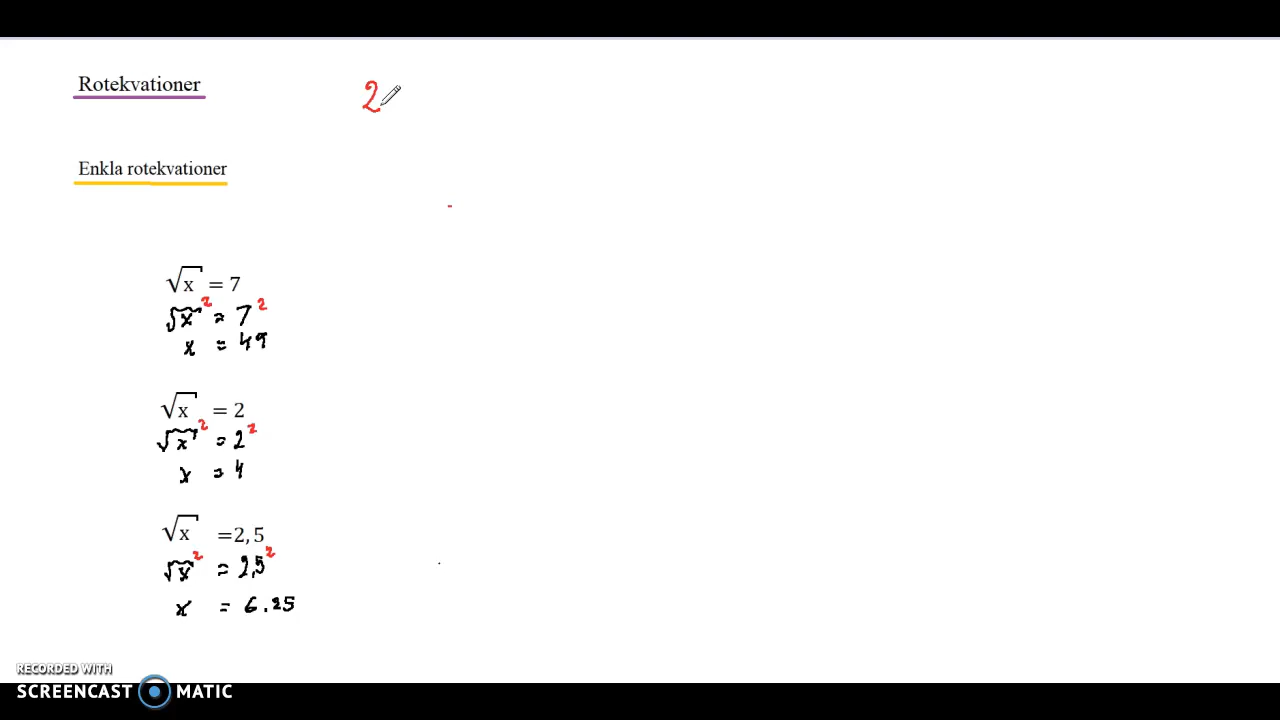 Rotekvationer
2
Enkla rotekvationer
√x = 7
√x² = 7²
x = 49
√x = 2
√x² = 2²
x = 4
√x =2,5
√x² = 2,5²
x = 6.25
RECORDED WITH
SCREENCAST MATIC